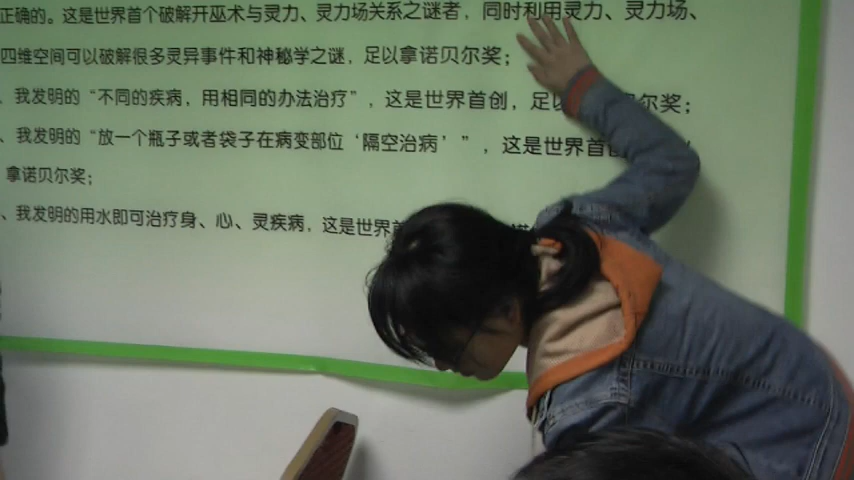 正确的。这是世界首个破解开巫术与灵力、灵力场关系之谜者，同时利用灵力、灵力场、
四维空间可以破解很多灵异事件和神秘学之谜，足以拿诺贝尔奖；
、我发明的“不同的疾病，用相同的办法治疗”，这是世界首创，足 贝尔奖；
、我发明的“放一个瓶子或者袋子在病变部位‘隔空治病’”，这是世界首
拿诺贝尔奖；
、我发明的用水即可治疗身、心、灵疾病，这是世界